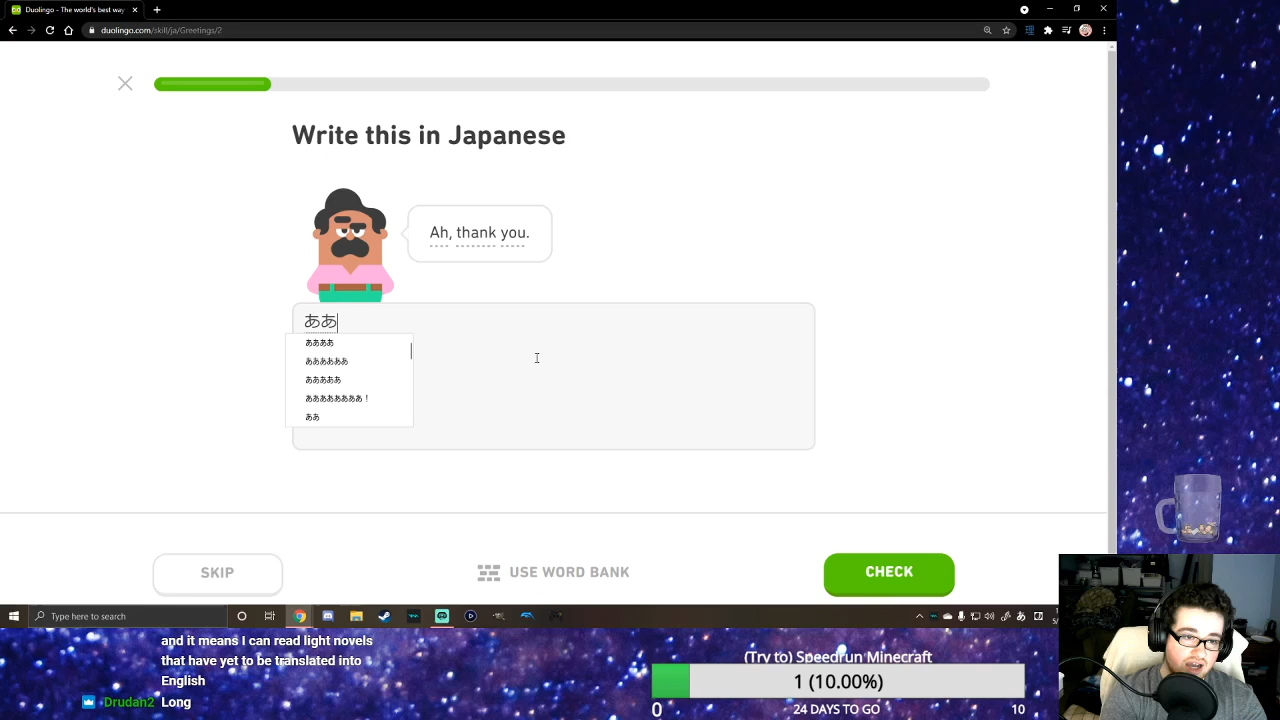 Duolingo - The world's best way
duolingo.com/skill/ja/Greetings/2
Write this in Japanese
Ah, thank you.
ああ
ああああ
ああああああ
あああああ
ああああああああ！
ああ
SKIP
USE WORD BANK
CHECK
Type here to search
and it means I can read light novels
that have yet to be translated into
English
Drudan2 Long
(Try to) Speedrun Minecraft
1 (10.00%)
0
24 DAYS TO GO
10